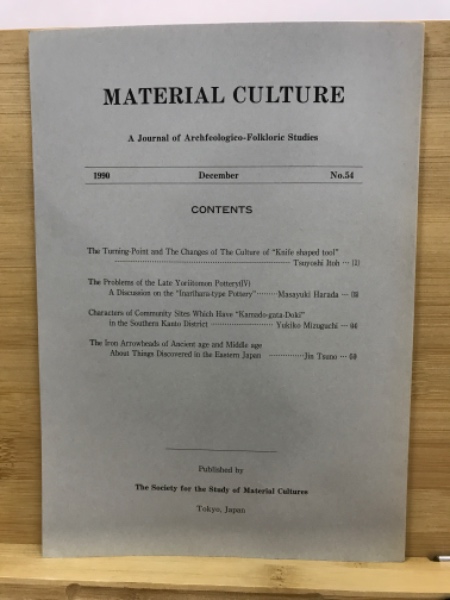 MATERIAL CULTURE
A Journal of Archfeologico-Folkloric Studies
1990 December No.54
CONTENTS
The Turning-Point and The Changes of The Culture of "Knife shaped tool"
Tsuyoshi Itoh
The Problems of the Late Yoriitomon Pottery(IV)
A Discussion on the "Inarihara-type Pottery" Masayuki Harada
Characters of Community Sites Which Have "Kamado-gata-Doki"
in the Southern Kanto District Yukiko Mizuguchi
The Iron Arrowheads of Ancient age and Middle age
About Things Discovered in the Eastern Japan Jin Tsuno
Published by
The Society for the Study of Material Cultures
Tokyo, Japan